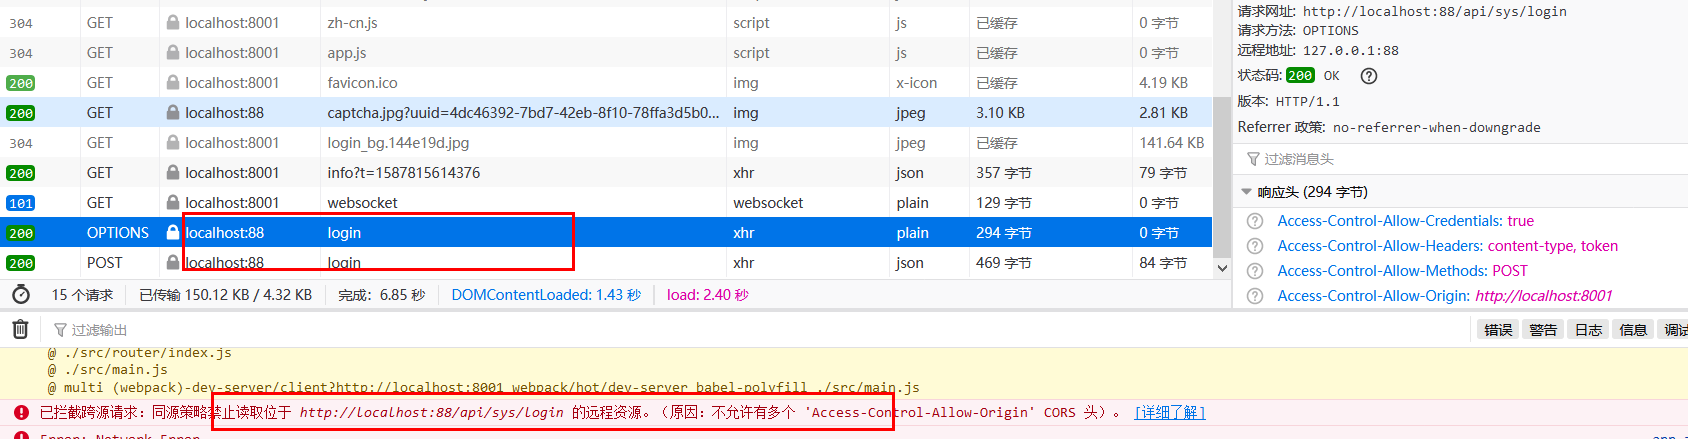 304 GET localhost:8001 zh-cn.js script js 已缓存 0 字节
304 GET localhost:8001 app.js script js 已缓存 0 字节
200 GET localhost:8001 favicon.ico img x-icon 已缓存 4.19 KB
200 GET localhost:88 captcha.jpg?uuid=4dc46392-7bd7-42eb-8f10-78ffa3d5b0... img jpeg 3.10 KB 2.81 KB
304 GET localhost:8001 login_bg.144e19d.jpg img jpeg 已缓存 141.64 KB
200 GET localhost:8001 info?t=1587815614376 xhr json 357 字节 79 字节
101 GET localhost:8001 websocket websocket plain 129 字节 0 字节
200 OPTIONS localhost:88 login xhr plain 294 字节 0 字节
200 POST localhost:88 login xhr json 469 字节 84 字节
15 个请求 已传输 150.12 KB / 4.32 KB 完成: 6.85 秒 DOMContentLoaded: 1.43 秒 load: 2.40 秒
请求网址: http://localhost:88/api/sys/login
请求方法: OPTIONS
远程地址: 127.0.0.1:88
状态码: 200 OK
版本: HTTP/1.1
Referrer 政策: no-referrer-when-downgrade
过滤消息头
响应头 (294 字节)
Access-Control-Allow-Credentials: true
Access-Control-Allow-Headers: content-type, token
Access-Control-Allow-Methods: POST
Access-Control-Allow-Origin: http://localhost:8001
过滤输出 错误 警告 日志 信息 调试
@ ./src/router/index.js
@ ./src/main.js
@ multi (webpack)-dev-server/client?http://localhost:8001 webpack/hot/dev-server babel-polyfill ./src/main.js
已拦截跨源请求：同源策略禁止读取位于 http://localhost:88/api/sys/login 的远程资源。（原因：不允许有多个 'Access-Control-Allow-Origin' CORS 头）。 [详细了解]
Error: Network Error